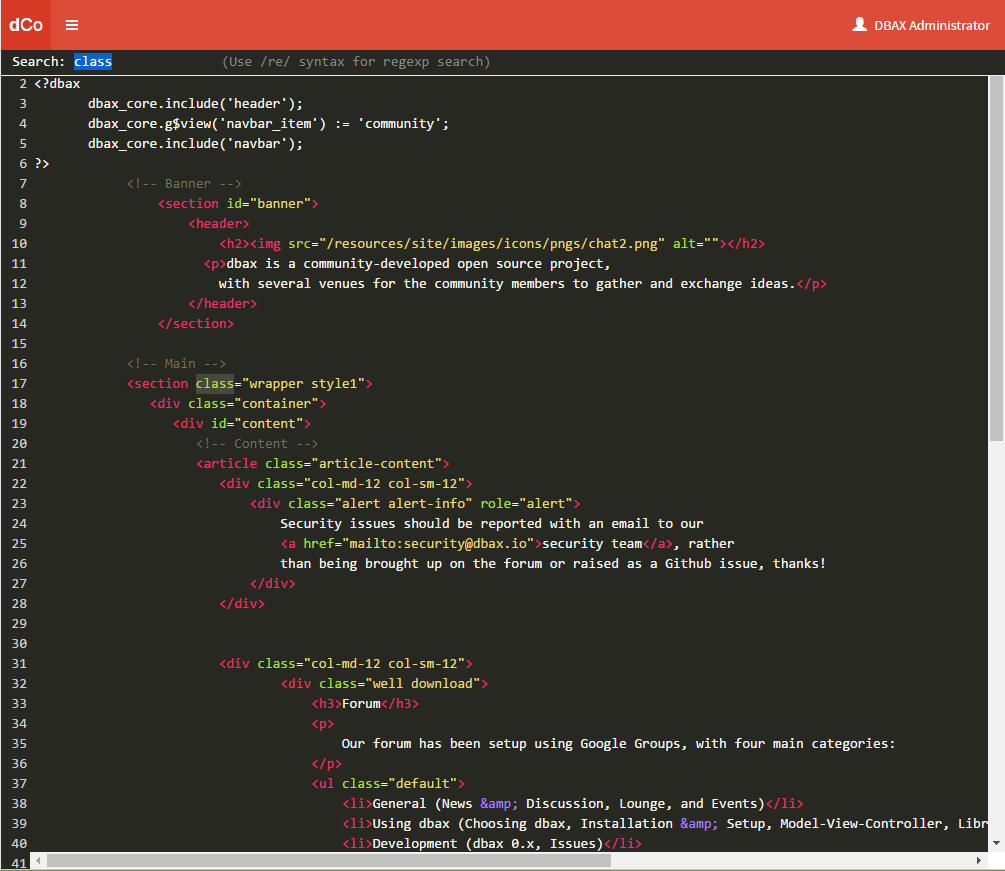 dCo DBAX Administrator
Search: class (Use /re/ syntax for regexp search)
2 <?dbax
3 dbax_core.include('header');
4 dbax_core.g$view('navbar_item') := 'community';
5 dbax_core.include('navbar');
6 ?>
7 <!-- Banner -->
8 <section id="banner">
9 <header>
10 <h2><img src="/resources/site/images/icons/pngs/chat2.png" alt=""></h2>
11 <p>dbax is a community-developed open source project,
12 with several venues for the community members to gather and exchange ideas.</p>
13 </header>
14 </section>
15
16 <!-- Main -->
17 <section class="wrapper style1">
18 <div class="container">
19 <div id="content">
20 <!-- Content -->
21 <article class="article-content">
22 <div class="col-md-12 col-sm-12">
23 <div class="alert alert-info" role="alert">
24 Security issues should be reported with an email to our
25 <a href="mailto:security@dbax.io">security team</a>, rather
26 than being brought up on the forum or raised as a Github issue, thanks!
27 </div>
28 </div>
29
30
31 <div class="col-md-12 col-sm-12">
32 <div class="well download">
33 <h3>Forum</h3>
34 <p>
35 Our forum has been setup using Google Groups, with four main categories:
36 </p>
37 <ul class="default">
38 <li>General (News &amp; Discussion, Lounge, and Events)</li>
39 <li>Using dbax (Choosing dbax, Installation &amp; Setup, Model-View-Controller, Libr
40 <li>Development (dbax 0.x, Issues)</li>
41